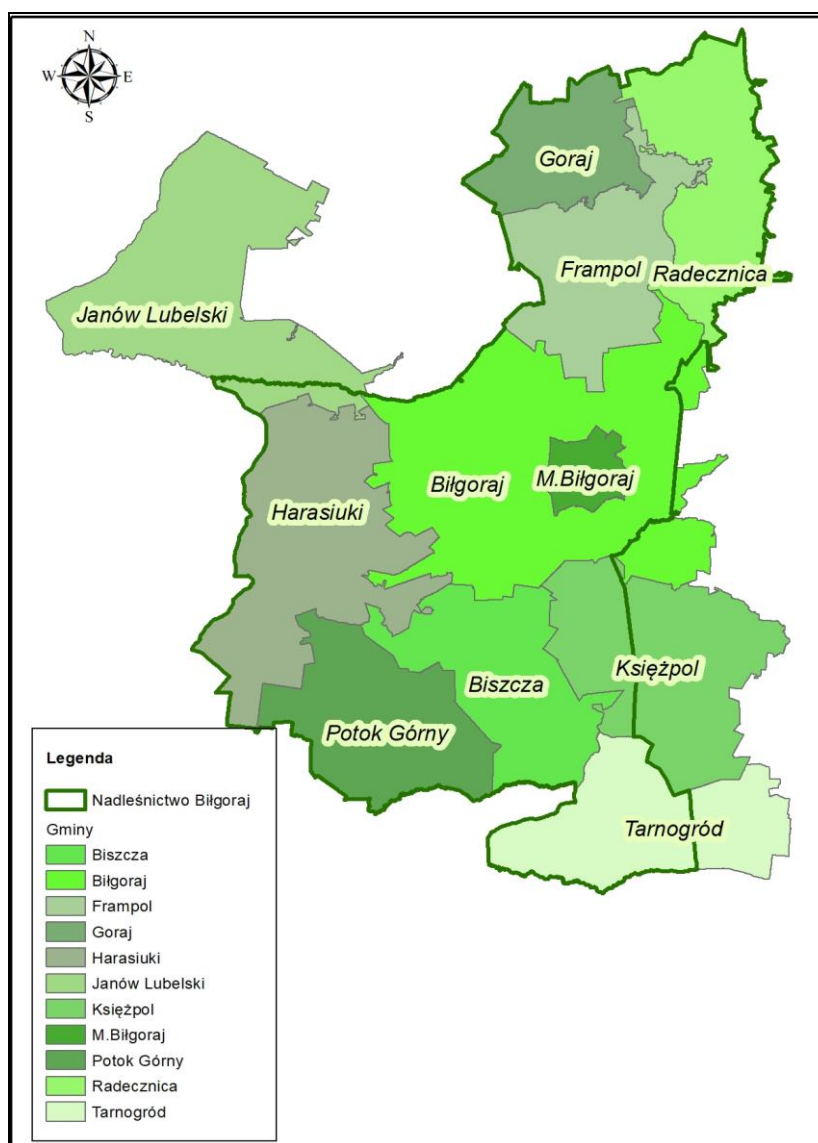 N
W E
S
Goraj
Frampol
Radecznica
Janów Lubelski
Biłgoraj
M.Biłgoraj
Harasiuki
Księżpol
Biszcza
Potok Górny
Tarnogród
Legenda
Nadleśnictwo Biłgoraj
Gminy
Biszcza
Biłgoraj
Frampol
Goraj
Harasiuki
Janów Lubelski
Księżpol
M.Biłgoraj
Potok Górny
Radecznica
Tarnogród